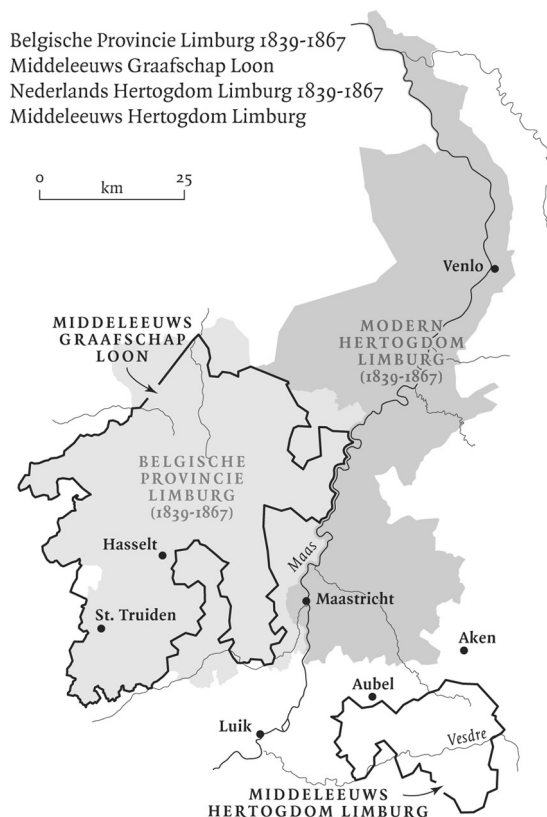 Belgische Provincie Limburg 1839-1867
Middeleeuws Graafschap Loon
Nederlands Hertogdom Limburg 1839-1867
Middeleeuws Hertogdom Limburg
0 25
km
Venlo
MIDDELEEUWS
GRAAFSCHAP
LOON
MODERN
HERTOGDOM
LIMBURG
(1839-1867)
BELGISCHE
PROVINCIE
LIMBURG
(1839-1867)
Hasselt
Maas
Maastricht
St. Truiden
Aken
Aubel
Luik
Vesdre
MIDDELEEUWS
HERTOGDOM LIMBURG